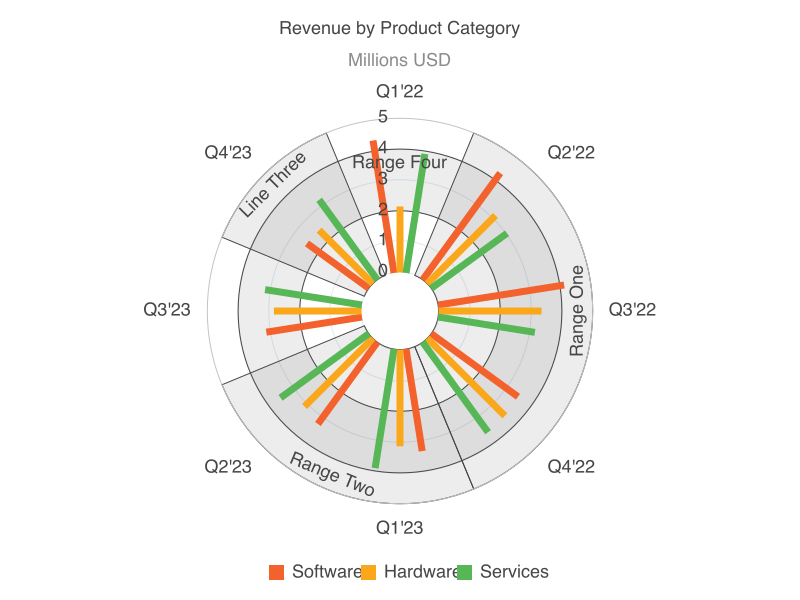 Revenue by Product Category
Millions USD
Q1'22
5
Q4'23
4
Q2'22
Line Three
Range Four
3
2
1
0
Q3'23
Range One
Q3'22
Q2'23
Range Two
Q4'22
Q1'23
Software
Hardware
Services